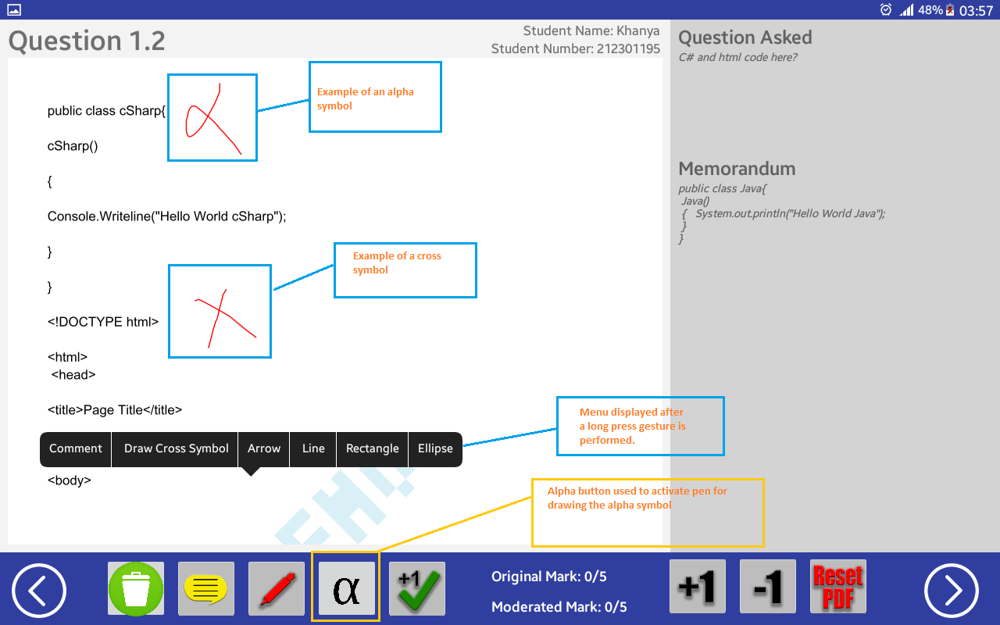 48% 03:57
Question 1.2
Student Name: Khanya
Student Number: 212301195
public class cSharp{
cSharp()
{
Console.Writeline("Hello World cSharp");
}
}
<!DOCTYPE html>
<html>
<head>
<title>Page Title</title>
<body>
α
X
Example of an alpha
symbol
Example of a cross
symbol
Comment
Draw Cross Symbol
Arrow
Line
Rectangle
Ellipse
Menu displayed after
a long press gesture is
performed.
Alpha button used to activate pen for
drawing the alpha symbol
Question Asked
C# and html code here?
Memorandum
public class Java{
Java()
{ System.out.println("Hello World Java");
}
}
α
+1
Original Mark: 0/5
Moderated Mark: 0/5
+1
-1
Reset
PDF